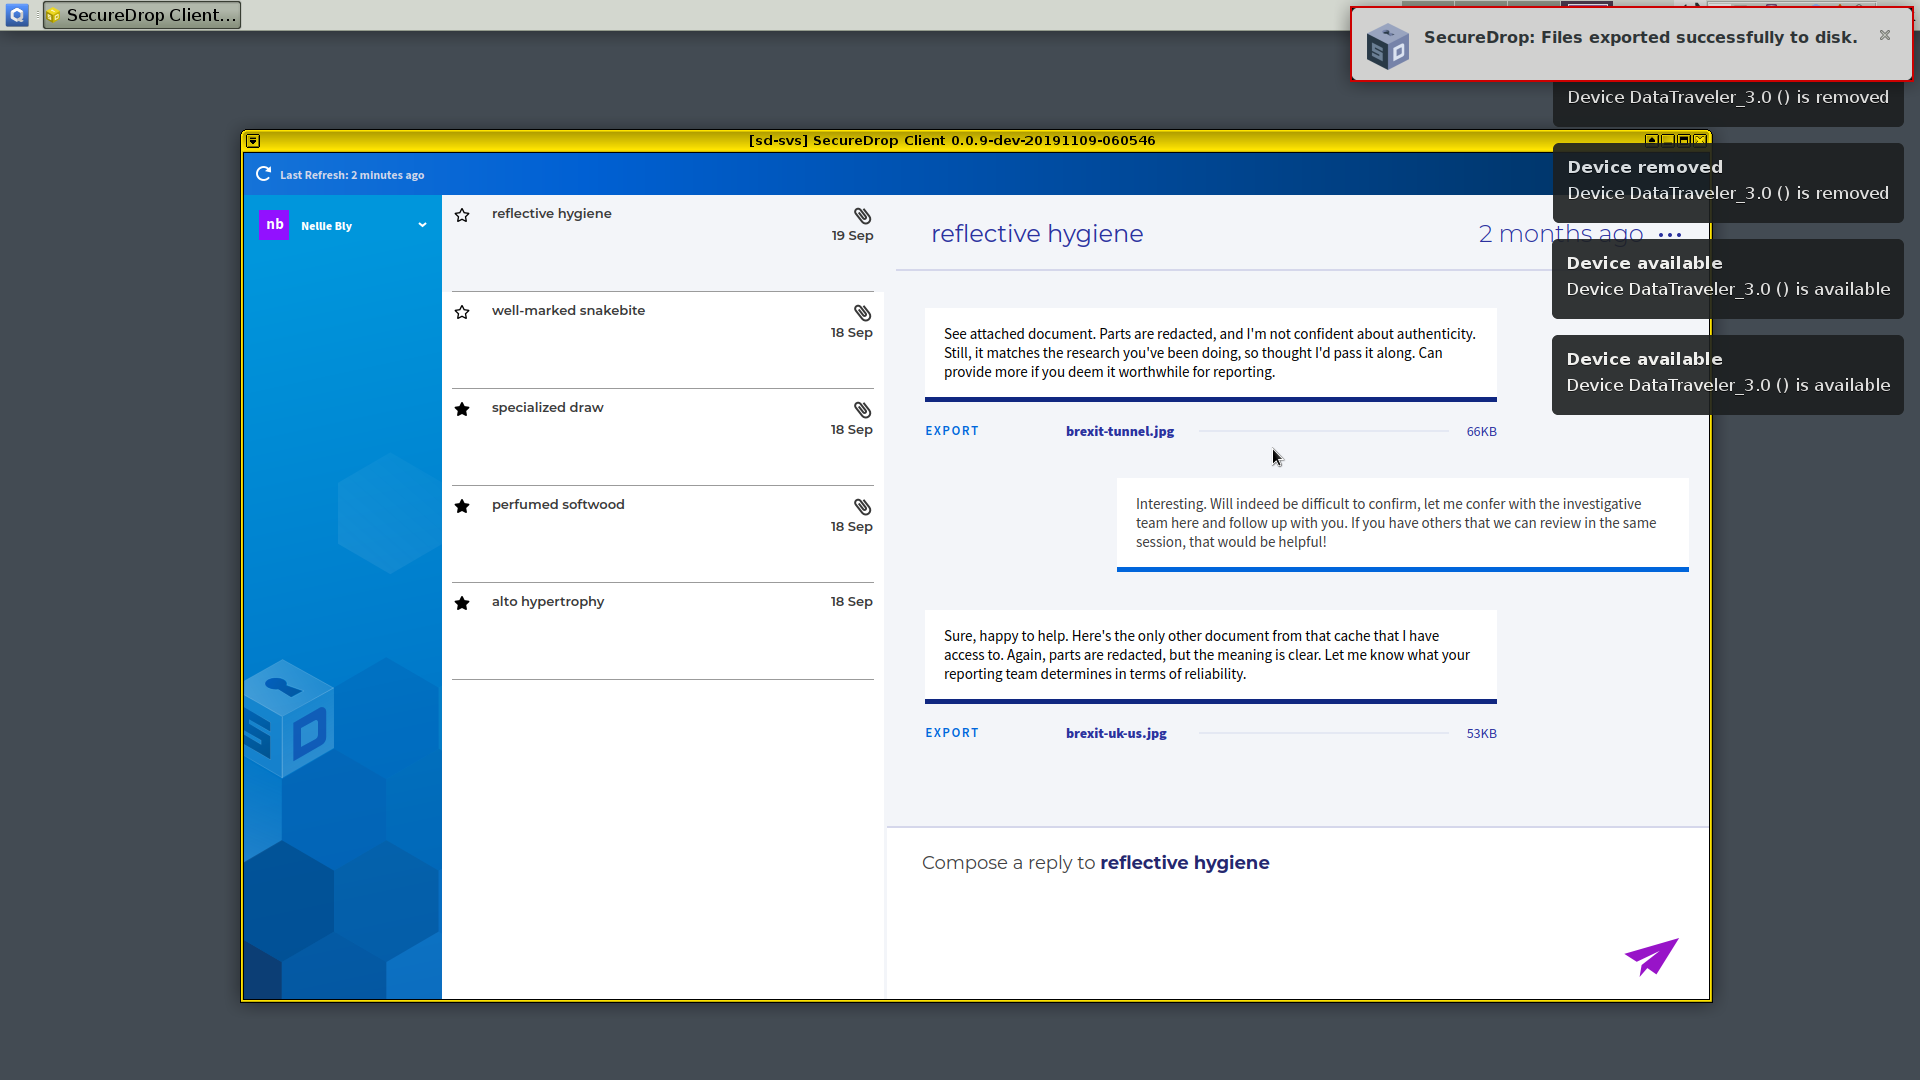 SecureDrop Client...
SecureDrop: Files exported successfully to disk.
Device DataTraveler_3.0 () is removed
[sd-svs] SecureDrop Client 0.0.9-dev-20191109-060546
Device removed
Device DataTraveler_3.0 () is removed
Device available
Device DataTraveler_3.0 () is available
Device available
Device DataTraveler_3.0 () is available
Last Refresh: 2 minutes ago
nb
Nellie Bly
SD
reflective hygiene
19 Sep
well-marked snakebite
18 Sep
specialized draw
18 Sep
perfumed softwood
18 Sep
alto hypertrophy
18 Sep
reflective hygiene
2 months ago
See attached document. Parts are redacted, and I'm not confident about authenticity.
Still, it matches the research you've been doing, so thought I'd pass it along. Can
provide more if you deem it worthwhile for reporting.
EXPORT brexit-tunnel.jpg 66KB
Interesting. Will indeed be difficult to confirm, let me confer with the investigative
team here and follow up with you. If you have others that we can review in the same
session, that would be helpful!
Sure, happy to help. Here's the only other document from that cache that I have
access to. Again, parts are redacted, but the meaning is clear. Let me know what your
reporting team determines in terms of reliability.
EXPORT brexit-uk-us.jpg 53KB
Compose a reply to reflective hygiene